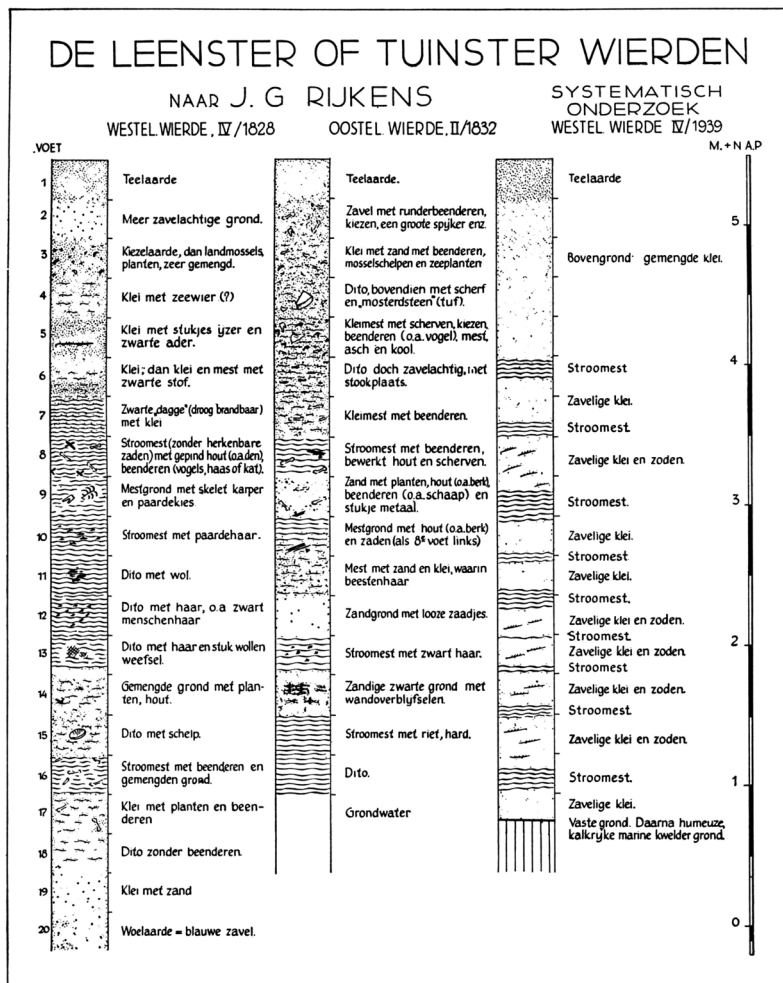 DE LEENSTER OF TUINSTER WIERDEN
NAAR J. G RIJKENS
WESTEL. WIERDE, IV/1828
OOSTEL. WIERDE, II/1832
SYSTEMATISCH
ONDERZOEK
WESTEL WIERDE IV/1939
VOET
1
Teelaarde
2
Meer zavelachtige grond.
3
Kiezelaarde, dan landmossels,
planten, zeer gemengd.
4
Klei met zeewier (?)
5
Klei met stukjes ijzer en
zwarte ader.
6
Klei; dan klei en mest met
zwarte stof.
7
Zwarte „dagge" (droog brandbaar)
met klei
8
Stroomest (zonder herkenbare
zaden) met gepind hout (o.a. den),
beenderen (vogels, haas of kat).
9
Mestgrond met skelet karper
en paardekies
10
Stroomest met paardehaar.
11
Dito met wol.
12
Dito met haar, o.a zwart
menschenhaar
13
Dito met haar en stuk wollen
weefsel.
14
Gemengde grond met plan-
ten, hout.
15
Dito met schelp.
16
Stroomest met beenderen en
gemengden grond.
17
Klei met planten en been-
deren
18
Dito zonder beenderen.
19
Klei met zand
20
Woelaarde = blauwe zavel.
Teelaarde.
Zavel met runderbeenderen,
kiezen, een groote spijker enz.
Klei met zand met beenderen,
mosselschelpen en zeeplanten
Dito, bovendien met scherf
en „mosterdsteen" (tuf).
Kleimest met scherven, kiezen,
beenderen (o.a. vogel), mest,
asch en kool.
Dito doch zavelachtig, met
stookplaats.
Kleimest met beenderen.
Stroomest met beenderen,
bewerkt hout en scherven.
Zand met planten, hout (o.a. berk),
beenderen (o.a. schaap) en
stukje metaal.
Mestgrond met hout (o.a. berk)
en zaden (als 8e voet links)
Mest met zand en klei, waarin
beestenhaar
Zandgrond met looze zaadjes.
Stroomest met zwart haar.
Zandige zwarte grond met
wandoverblyfselen.
Stroomest met riet, hard.
Dito.
Grondwater
M. + N A.P
Teelaarde
5
Bovengrond: gemengde klei.
4
Stroomest
Zavelige klei.
Stroomest.
Zavelige klei en zoden.
3
Stroomest.
Zavelige klei.
Stroomest
Zavelige klei.
Stroomest.
Zavelige klei en zoden.
Stroomest.
2
Zavelige klei en zoden.
Stroomest
Zavelige klei en zoden.
Stroomest.
Zavelige klei en zoden.
Stroomest.
1
Zavelige klei.
Vaste grond. Daarna humeuze,
kalkryke marine kwelder grond.
0